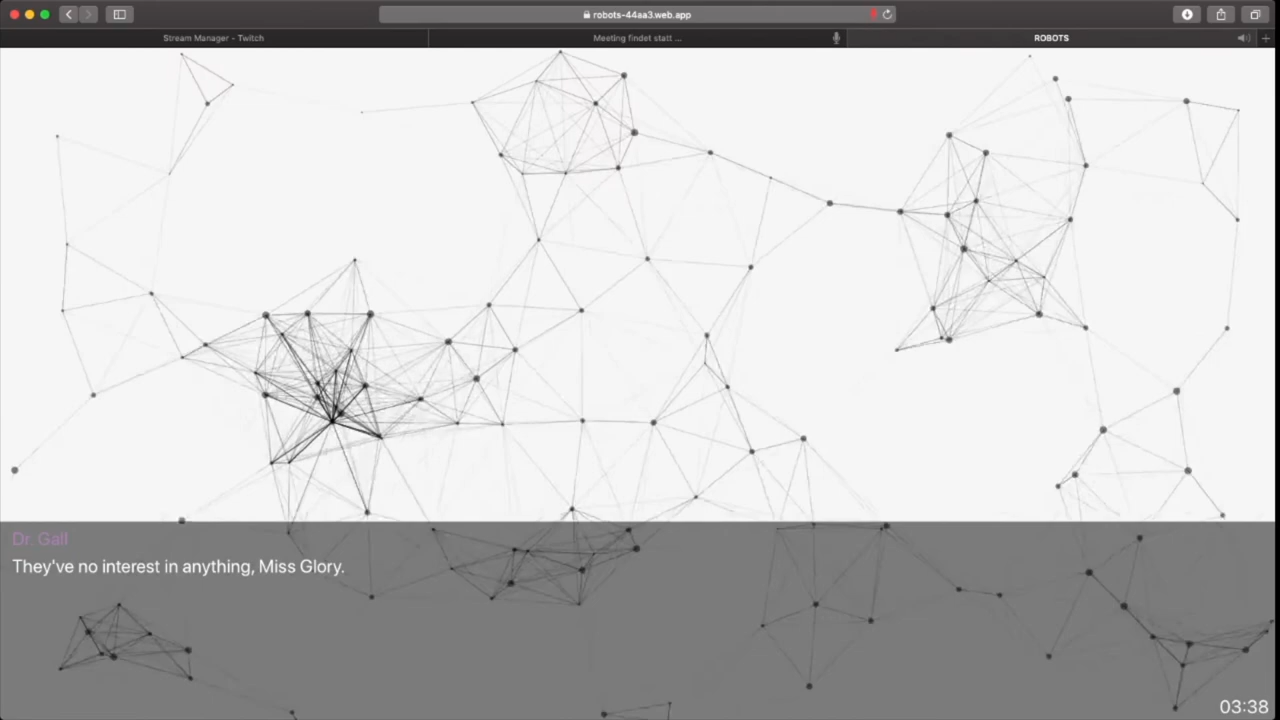 robots-44aa3.web.app
Stream Manager - Twitch
Meeting findet statt ...
ROBOTS
Dr. Gall
They've no interest in anything, Miss Glory.
03:38